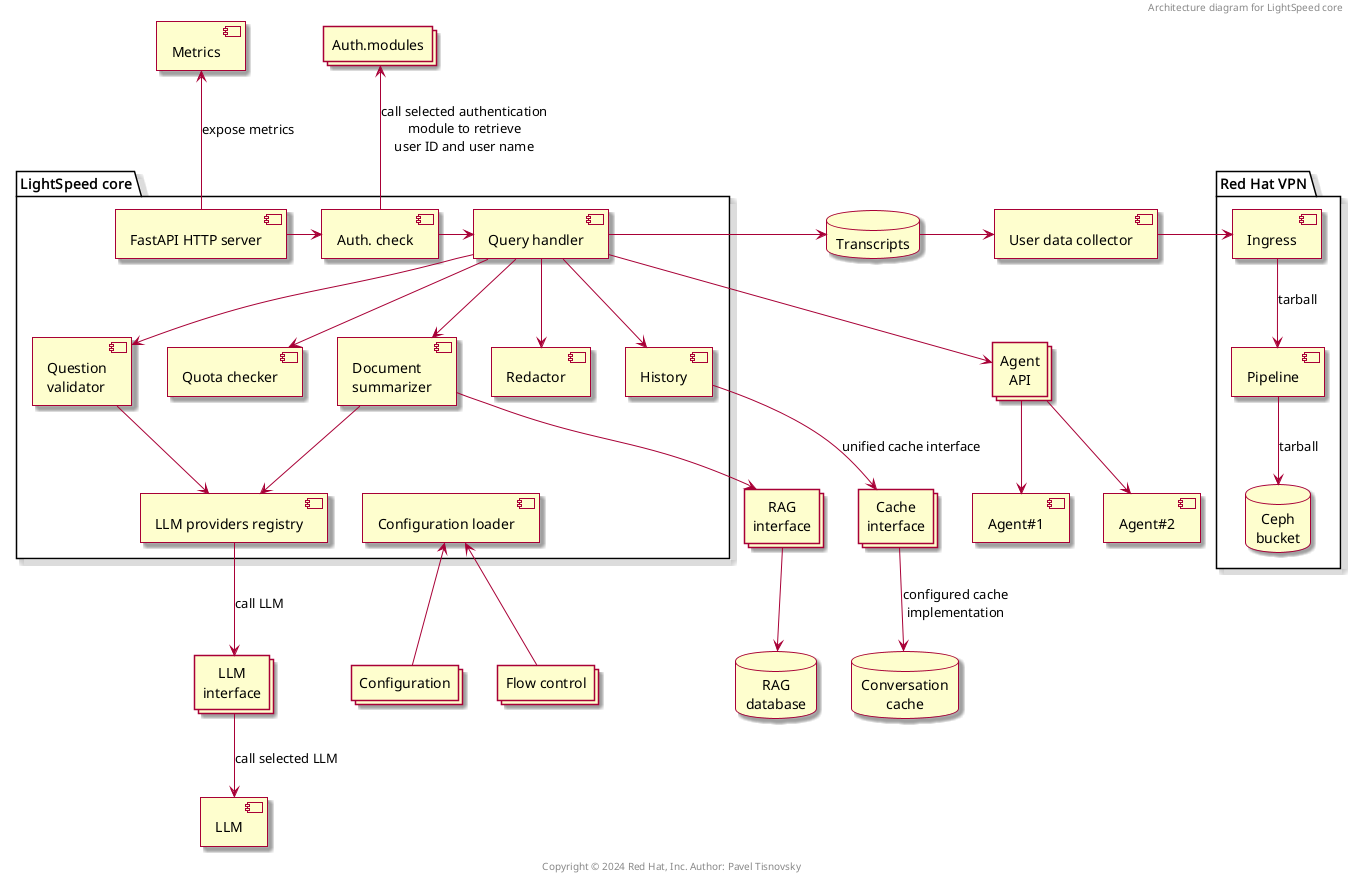 Architecture diagram for LightSpeed core
Metrics
Auth.modules
expose metrics
call selected authentication
module to retrieve
user ID and user name
LightSpeed core
Red Hat VPN
FastAPI HTTP server
Auth. check
Query handler
Transcripts
User data collector
Ingress
tarball
Question
validator
Quota checker
Document
summarizer
Redactor
History
Agent
API
Pipeline
unified cache interface
tarball
LLM providers registry
Configuration loader
RAG
interface
Cache
interface
Agent#1
Agent#2
Ceph
bucket
call LLM
configured cache
implementation
LLM
interface
Configuration
Flow control
RAG
database
Conversation
cache
call selected LLM
LLM
Copyright © 2024 Red Hat, Inc. Author: Pavel Tisnovsky